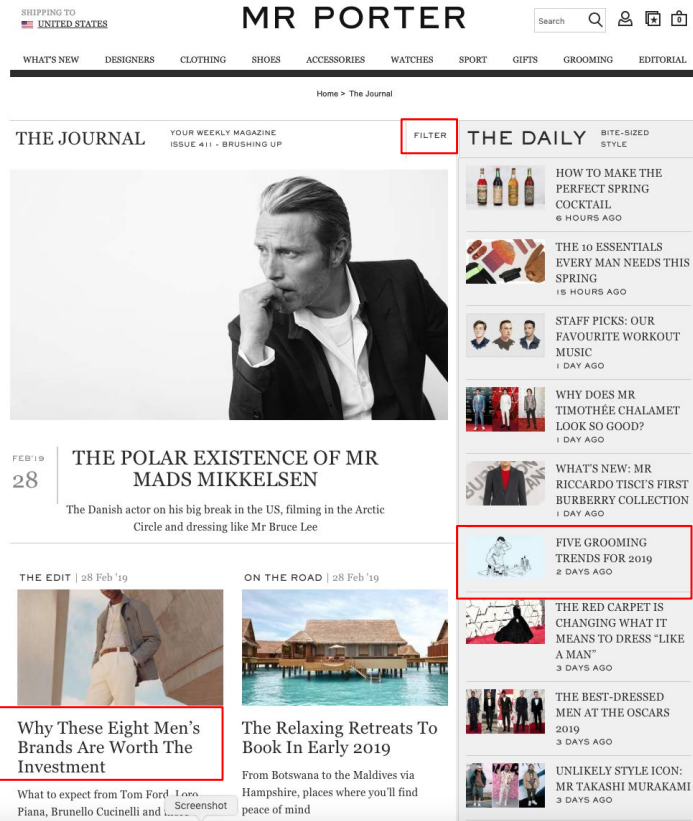 SHIPPING TO
UNITED STATES
MR PORTER
Search
0
WHAT'S NEW DESIGNERS CLOTHING SHOES ACCESSORIES WATCHES SPORT GIFTS GROOMING EDITORIAL
Home > The Journal
THE JOURNAL
YOUR WEEKLY MAGAZINE
ISSUE 411 - BRUSHING UP
FILTER
FEB'19
28
THE POLAR EXISTENCE OF MR
MADS MIKKELSEN
The Danish actor on his big break in the US, filming in the Arctic
Circle and dressing like Mr Bruce Lee
THE EDIT | 28 Feb '19
Why These Eight Men's
Brands Are Worth The
Investment
What to expect from Tom Ford, Loro
Piana, Brunello Cucinelli and
Screenshot
ON THE ROAD | 28 Feb '19
The Relaxing Retreats To
Book In Early 2019
From Botswana to the Maldives via
Hampshire, places where you'll find
peace of mind
THE DAILY
BITE-SIZED
STYLE
HOW TO MAKE THE
PERFECT SPRING
COCKTAIL
6 HOURS AGO
THE 10 ESSENTIALS
EVERY MAN NEEDS THIS
SPRING
15 HOURS AGO
STAFF PICKS: OUR
FAVOURITE WORKOUT
MUSIC
1 DAY AGO
WHY DOES MR
TIMOTHÉE CHALAMET
LOOK SO GOOD?
1 DAY AGO
WHAT'S NEW: MR
RICCARDO TISCI'S FIRST
BURBERRY COLLECTION
1 DAY AGO
FIVE GROOMING
TRENDS FOR 2019
2 DAYS AGO
THE RED CARPET IS
CHANGING WHAT IT
MEANS TO DRESS "LIKE
A MAN"
3 DAYS AGO
THE BEST-DRESSED
MEN AT THE OSCARS
2019
3 DAYS AGO
UNLIKELY STYLE ICON:
MR TAKASHI MURAKAMI
3 DAYS AGO